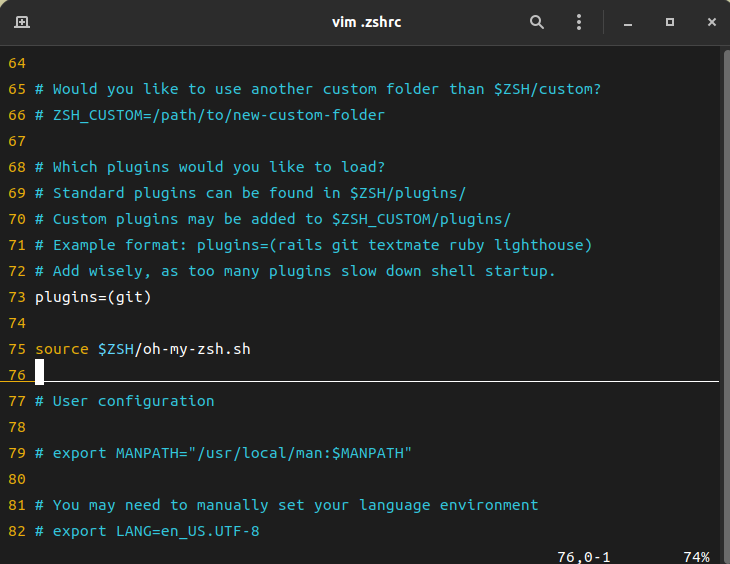 vim .zshrc
64
65 # Would you like to use another custom folder than $ZSH/custom?
66 # ZSH_CUSTOM=/path/to/new-custom-folder
67
68 # Which plugins would you like to load?
69 # Standard plugins can be found in $ZSH/plugins/
70 # Custom plugins may be added to $ZSH_CUSTOM/plugins/
71 # Example format: plugins=(rails git textmate ruby lighthouse)
72 # Add wisely, as too many plugins slow down shell startup.
73 plugins=(git)
74
75 source $ZSH/oh-my-zsh.sh
76
77 # User configuration
78
79 # export MANPATH="/usr/local/man:$MANPATH"
80
81 # You may need to manually set your language environment
82 # export LANG=en_US.UTF-8
76,0-1 74%